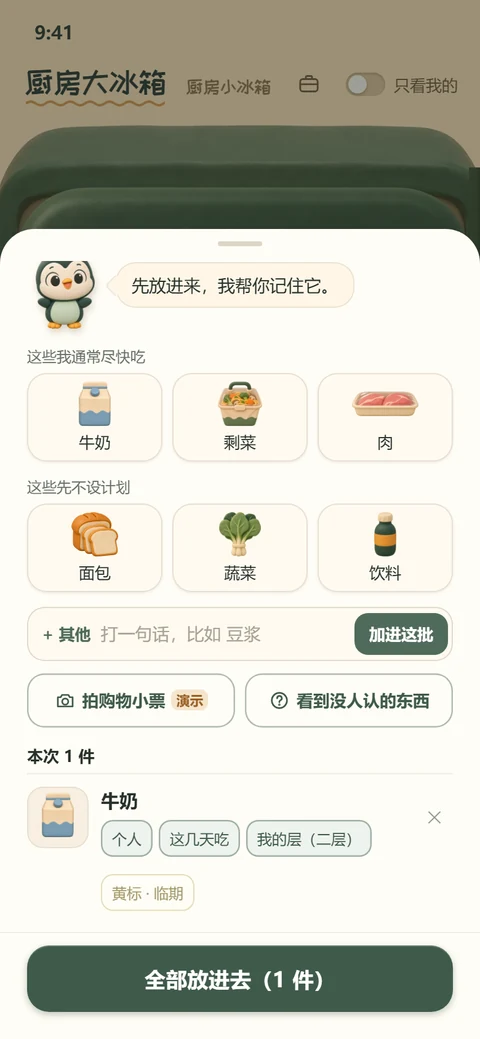 9:41
厨房大冰箱 厨房小冰箱 只看我的
先放进来，我帮你记住它。
这些我通常尽快吃
牛奶 剩菜 肉
这些先不设计划
面包 蔬菜 饮料
+ 其他 打一句话，比如 豆浆 加进这批
拍购物小票 演示 看到没人认的东西
本次 1 件
牛奶
个人 这几天吃 我的层（二层）
黄标 · 临期
全部放进去（1 件）